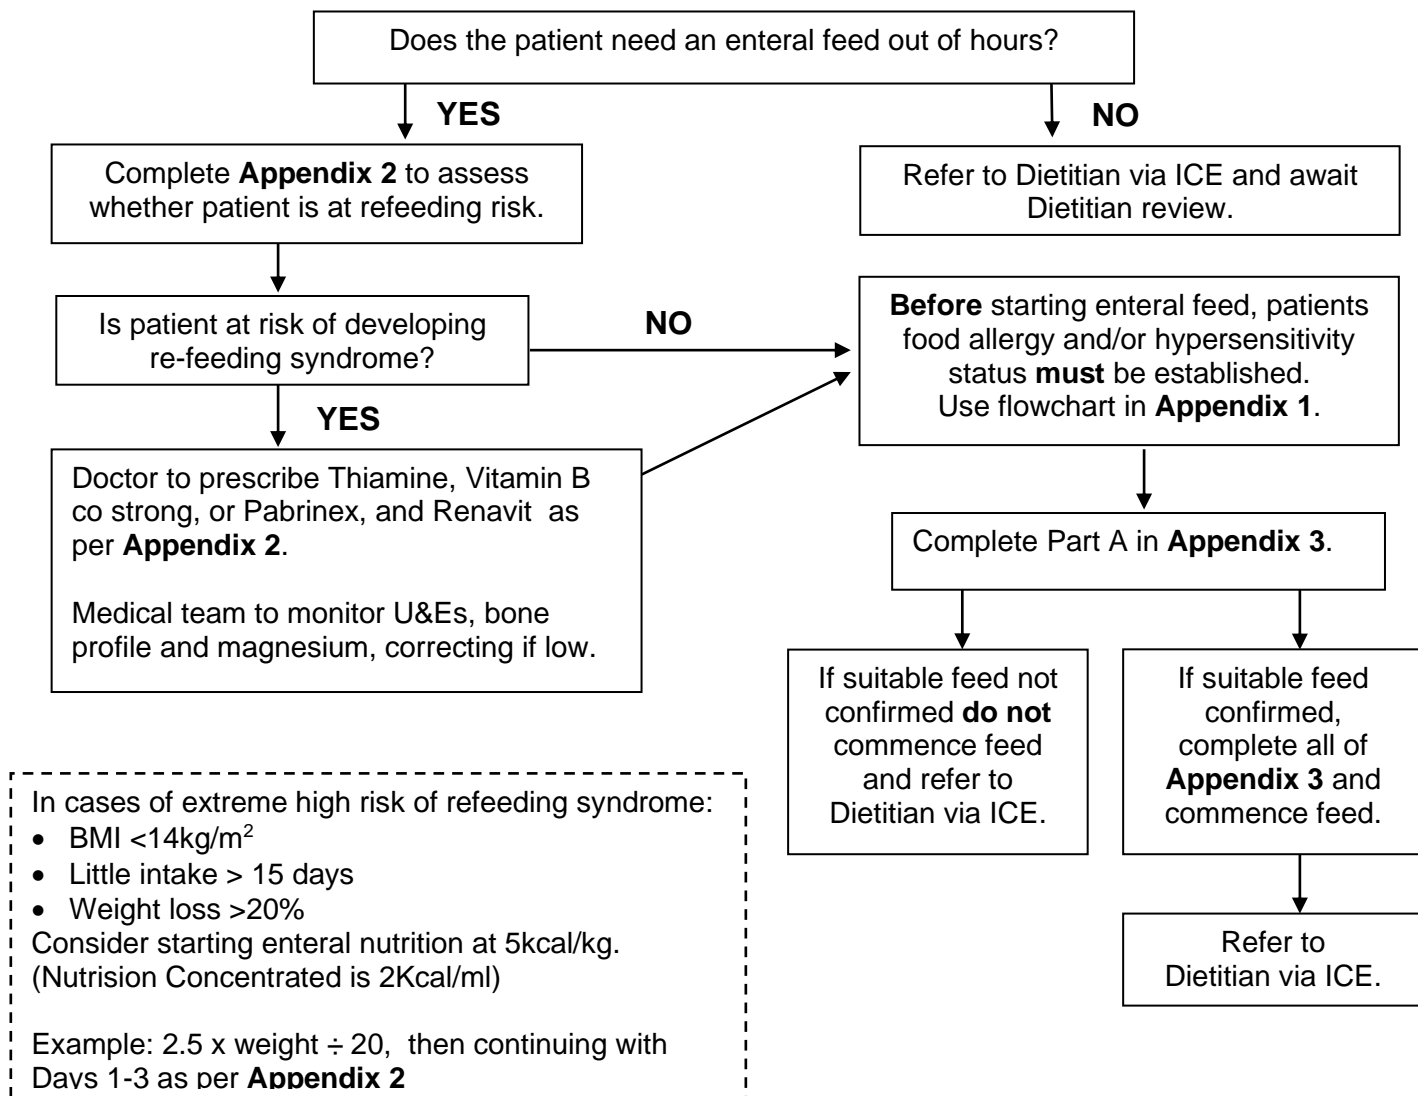 Does the patient need an enteral feed out of hours?
YES
NO
Complete Appendix 2 to assess
whether patient is at refeeding risk.
Refer to Dietitian via ICE and await
Dietitian review.
Is patient at risk of developing
re-feeding syndrome?
NO
YES
Before starting enteral feed, patients
food allergy and/or hypersensitivity
status must be established.
Use flowchart in Appendix 1.
Doctor to prescribe Thiamine, Vitamin B
co strong, or Pabrinex, and Renavit as
per Appendix 2.
Medical team to monitor U&Es, bone
profile and magnesium, correcting if low.
Complete Part A in Appendix 3.
If suitable feed not
confirmed do not
commence feed
and refer to
Dietitian via ICE.
If suitable feed
confirmed,
complete all of
Appendix 3 and
commence feed.
Refer to
Dietitian via ICE.
In cases of extreme high risk of refeeding syndrome:
• BMI <14kg/m²
• Little intake > 15 days
• Weight loss >20%
Consider starting enteral nutrition at 5kcal/kg.
(Nutrision Concentrated is 2Kcal/ml)
Example: 2.5 x weight ÷ 20, then continuing with
Days 1-3 as per Appendix 2